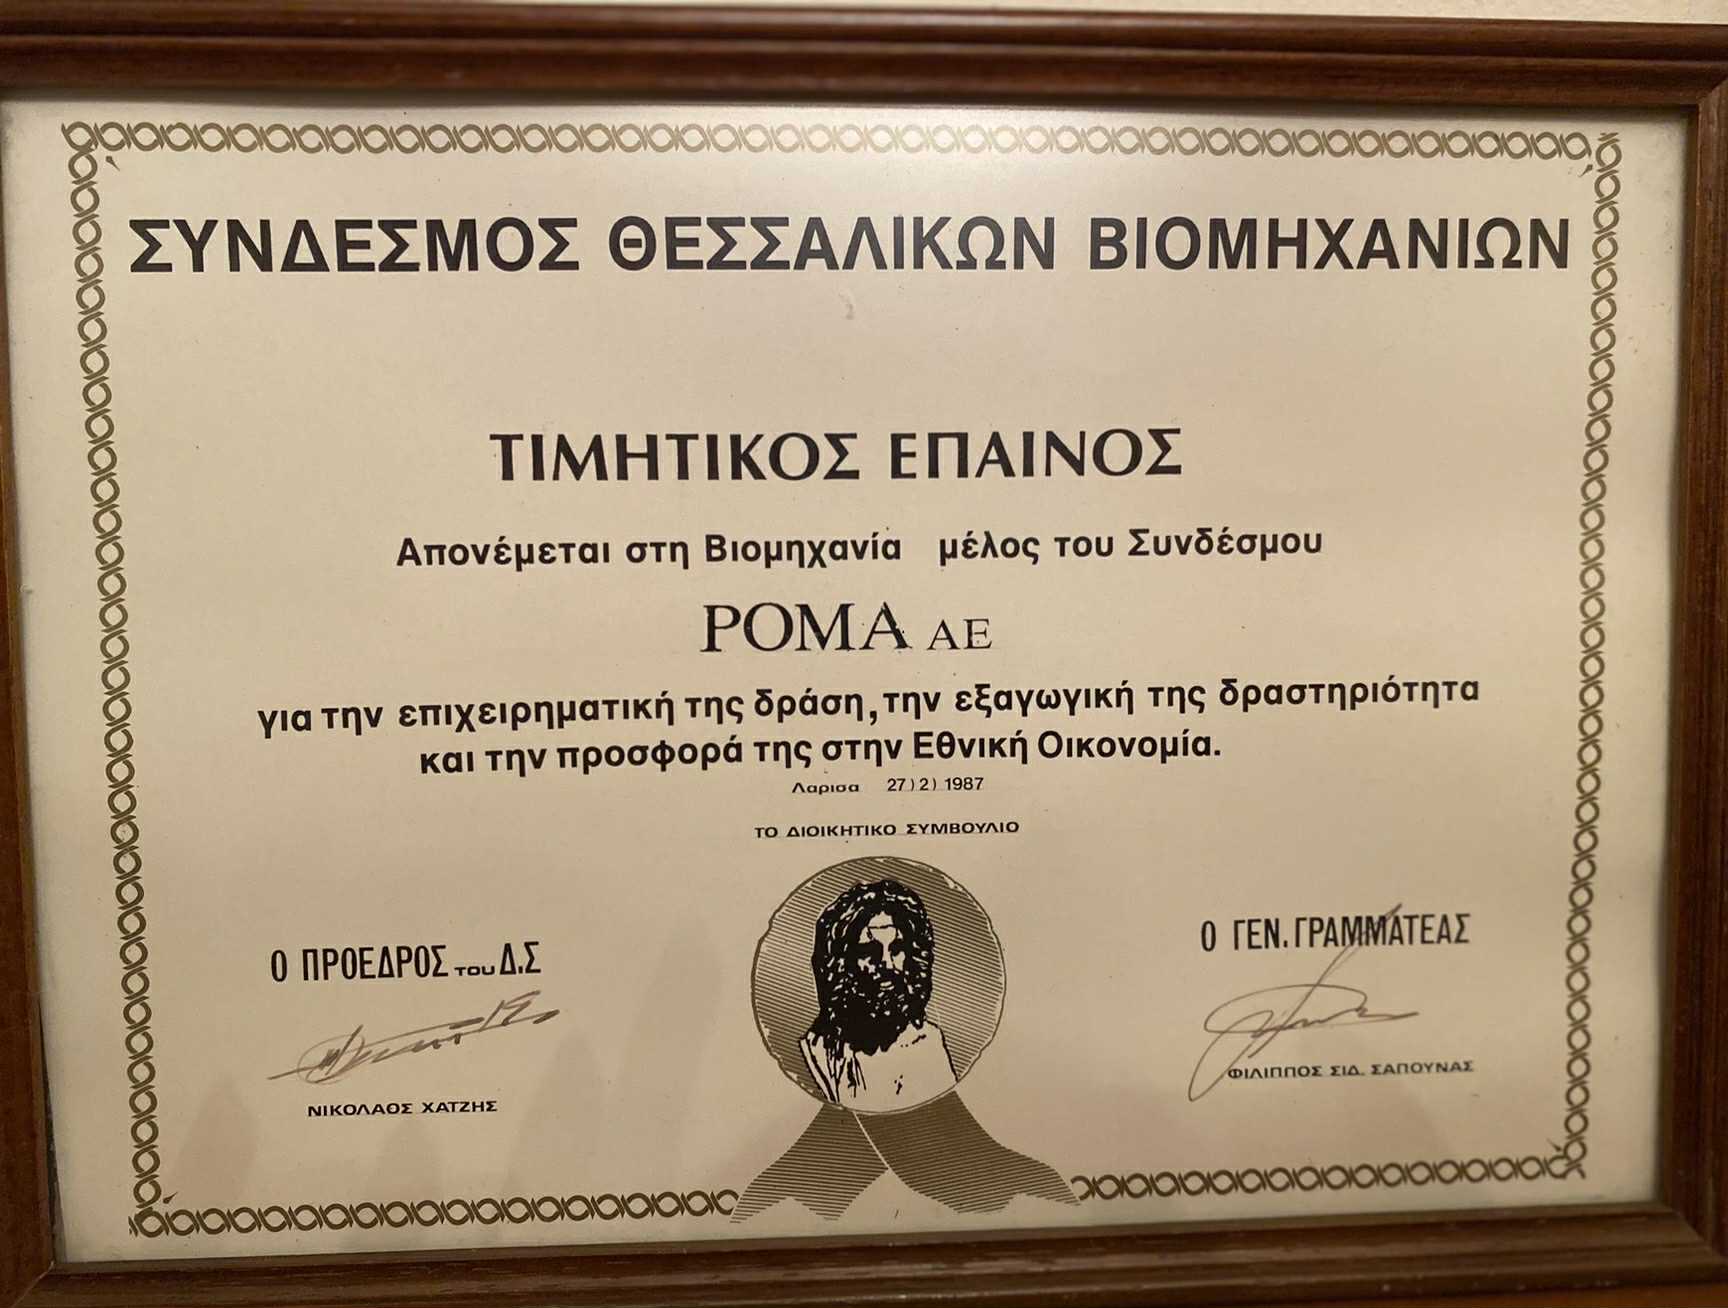 ΣΥΝΔΕΣΜΟΣ ΘΕΣΣΑΛΙΚΩΝ ΒΙΟΜΗΧΑΝΙΩΝ
ΤΙΜΗΤΙΚΟΣ ΕΠΑΙΝΟΣ
Απονέμεται στη Βιομηχανία μέλος του Συνδέσμου
ΡΟΜΑ ΑΕ
για την επιχειρηματική της δράση, την εξαγωγική της δραστηριότητα
και την προσφορά της στην Εθνική Οικονομία.
Λαρισα 27)2) 1987
ΤΟ ΔΙΟΙΚΗΤΙΚΟ ΣΥΜΒΟΥΛΙΟ
Ο ΠΡΟΕΔΡΟΣ του Δ.Σ
ΝΙΚΟΛΑΟΣ ΧΑΤΖΗΣ
Ο ΓΕΝ. ΓΡΑΜΜΑΤΕΑΣ
ΦΙΛΙΠΠΟΣ ΣΙΔ. ΣΑΠΟΥΝΑΣ